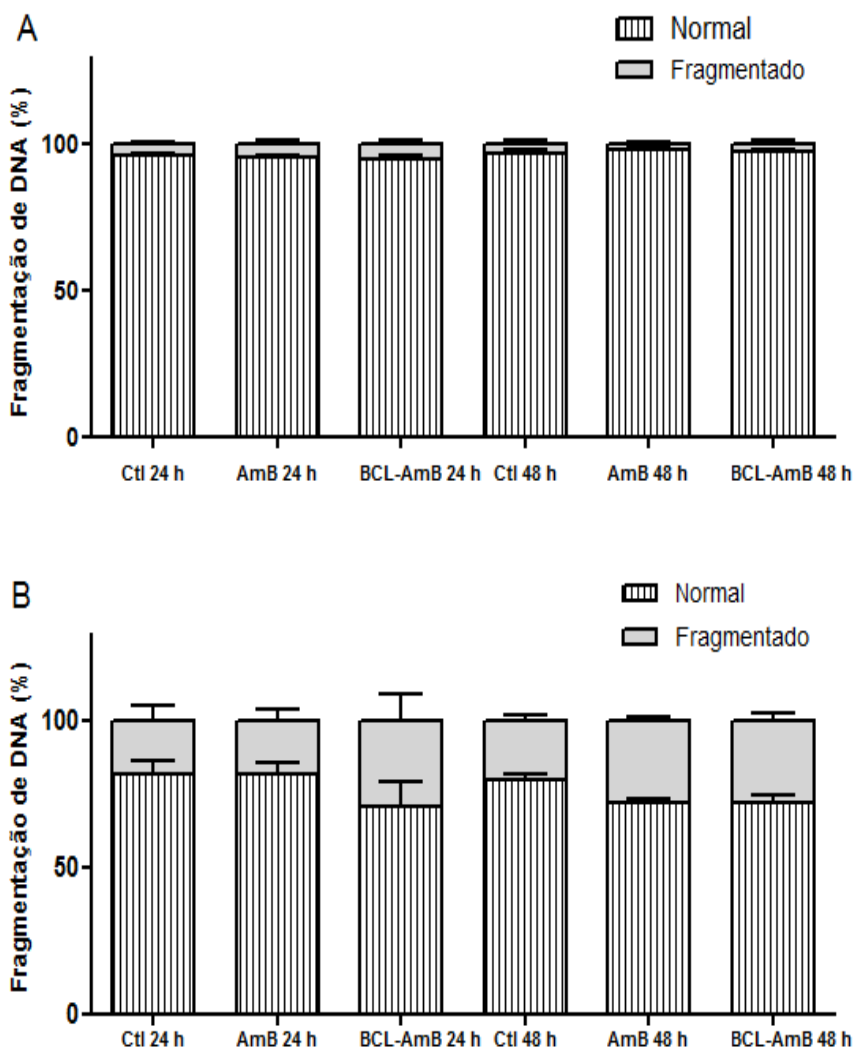 A
Normal
Fragmentado
Fragmentação de DNA (%)
100
50
0
Ctl 24 h AmB 24 h BCL-AmB 24 h Ctl 48 h AmB 48 h BCL-AmB 48 h
B
Normal
Fragmentado
Fragmentação de DNA (%)
100
50
0
Ctl 24 h AmB 24 h BCL-AmB 24 h Ctl 48 h AmB 48 h BCL-AmB 48 h